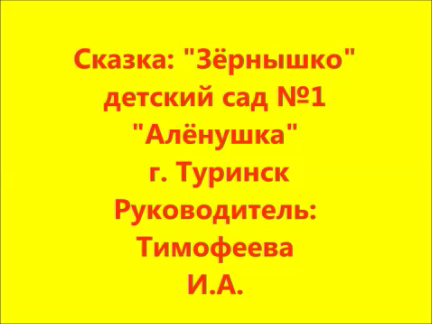 Сказка: "Зёрнышко"
детский сад №1
"Алёнушка"
г. Туринск
Руководитель:
Тимофеева
И.А.